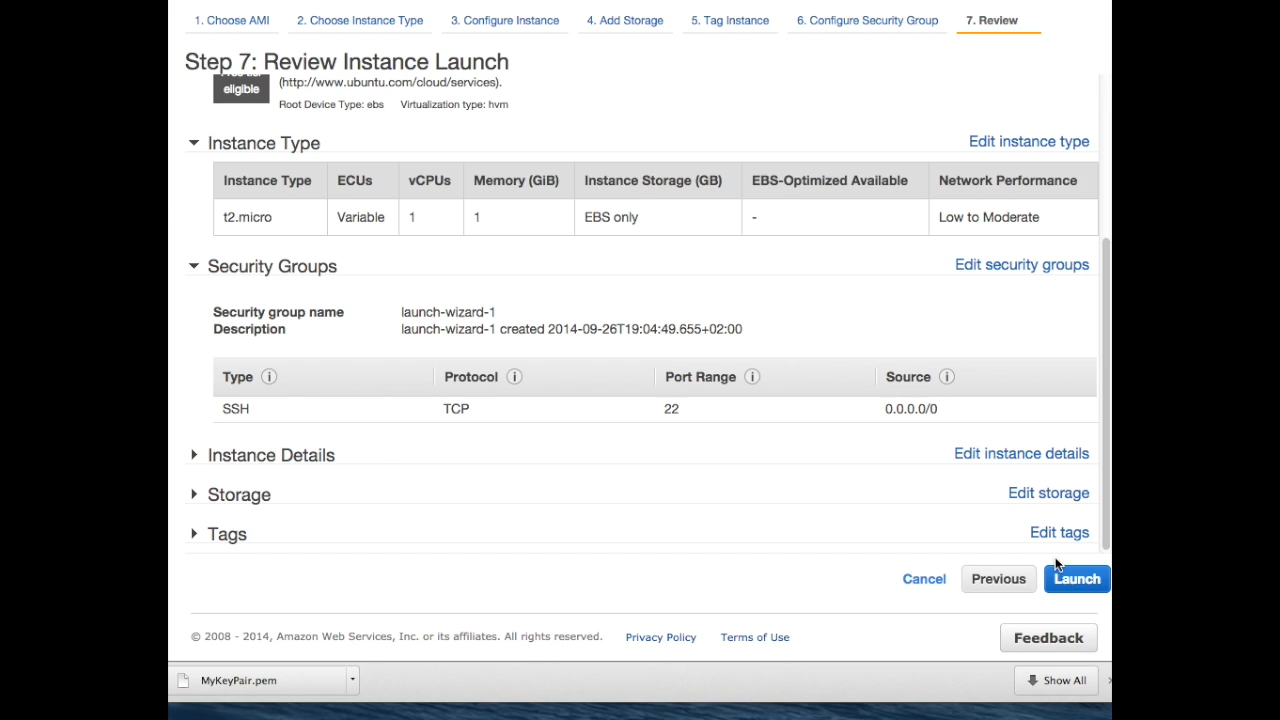 1. Choose AMI 2. Choose Instance Type 3. Configure Instance 4. Add Storage 5. Tag Instance 6. Configure Security Group 7. Review
Step 7: Review Instance Launch
eligible
(http://www.ubuntu.com/cloud/services).
Root Device Type: ebs Virtualization type: hvm
Instance Type Edit instance type
Instance Type ECUs vCPUs Memory (GiB) Instance Storage (GB) EBS-Optimized Available Network Performance
t2.micro Variable 1 1 EBS only - Low to Moderate
Security Groups Edit security groups
Security group name launch-wizard-1
Description launch-wizard-1 created 2014-09-26T19:04:49.655+02:00
Type i Protocol i Port Range i Source i
SSH TCP 22 0.0.0.0/0
Instance Details Edit instance details
Storage Edit storage
Tags Edit tags
Cancel Previous Launch
© 2008 - 2014, Amazon Web Services, Inc. or its affiliates. All rights reserved. Privacy Policy Terms of Use Feedback
MyKeyPair.pem Show All